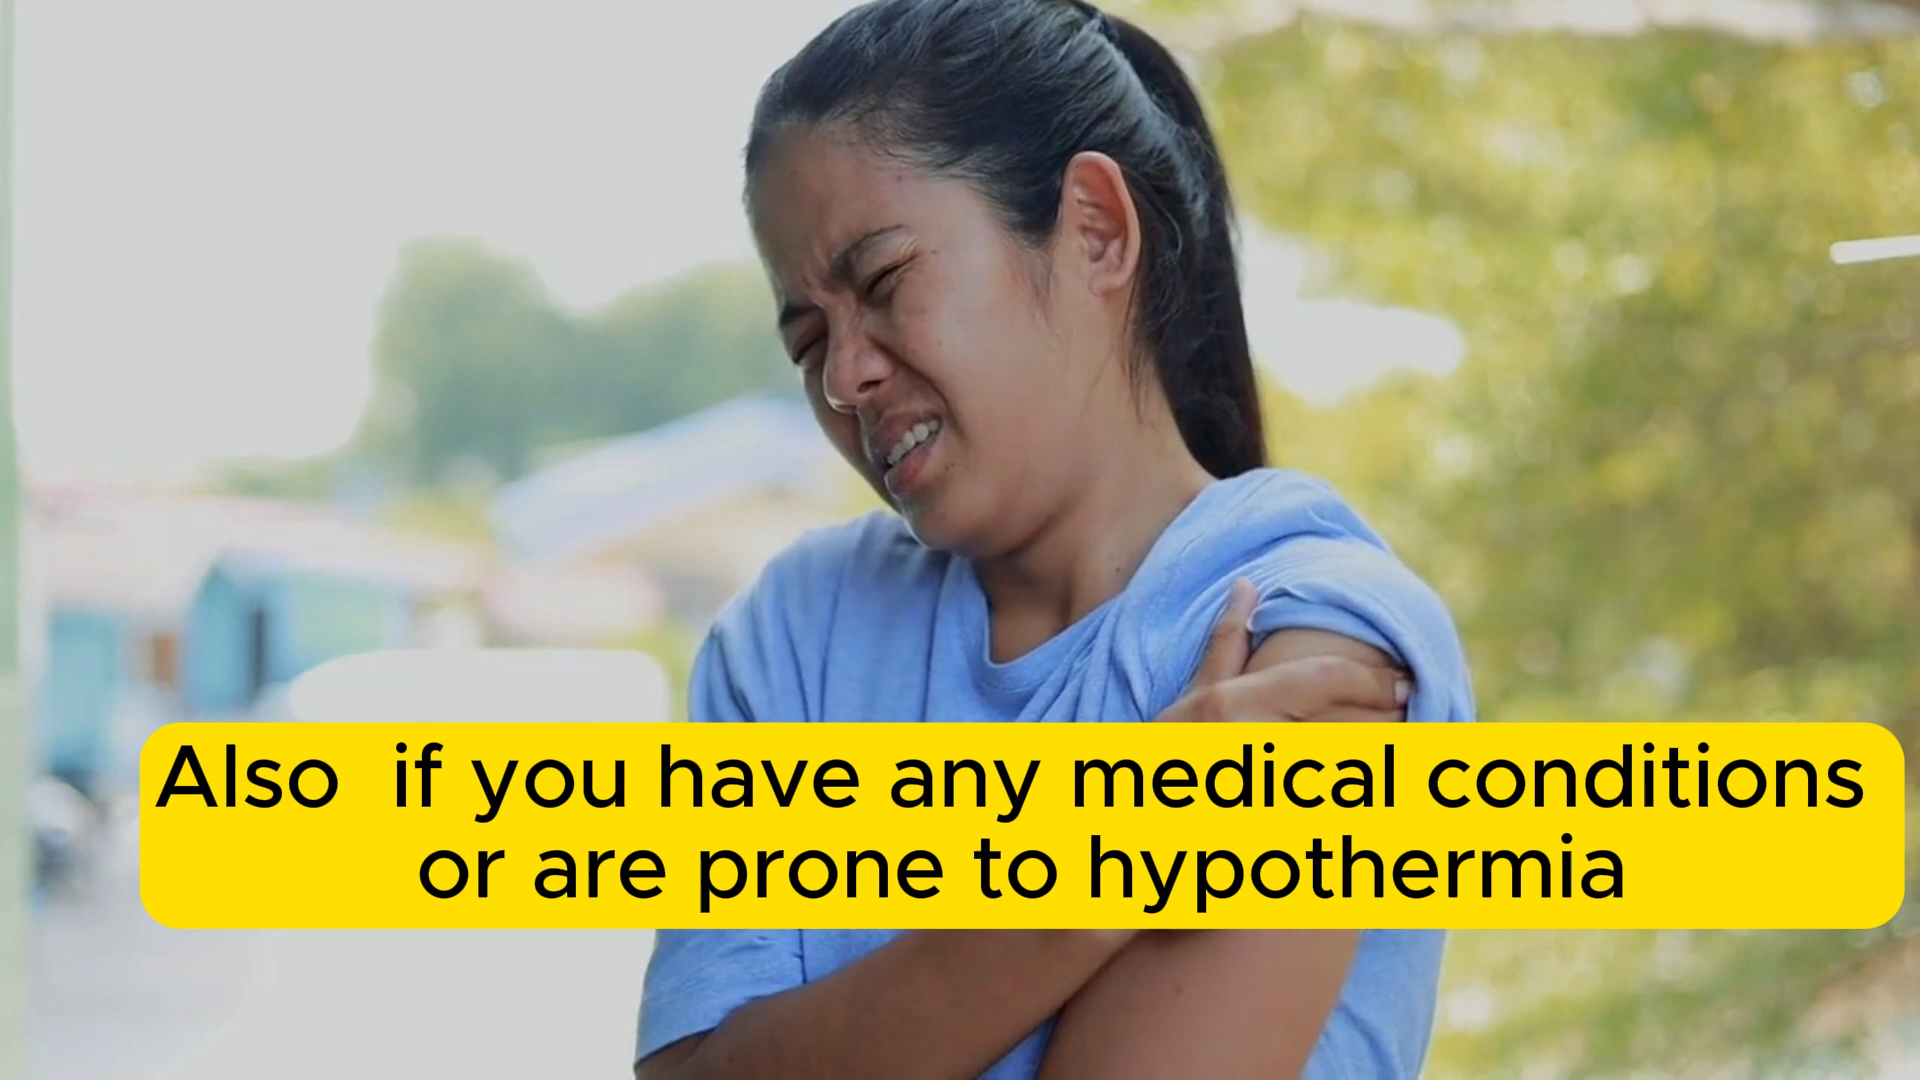 Also  if you have any medical conditions
or are prone to hypothermia